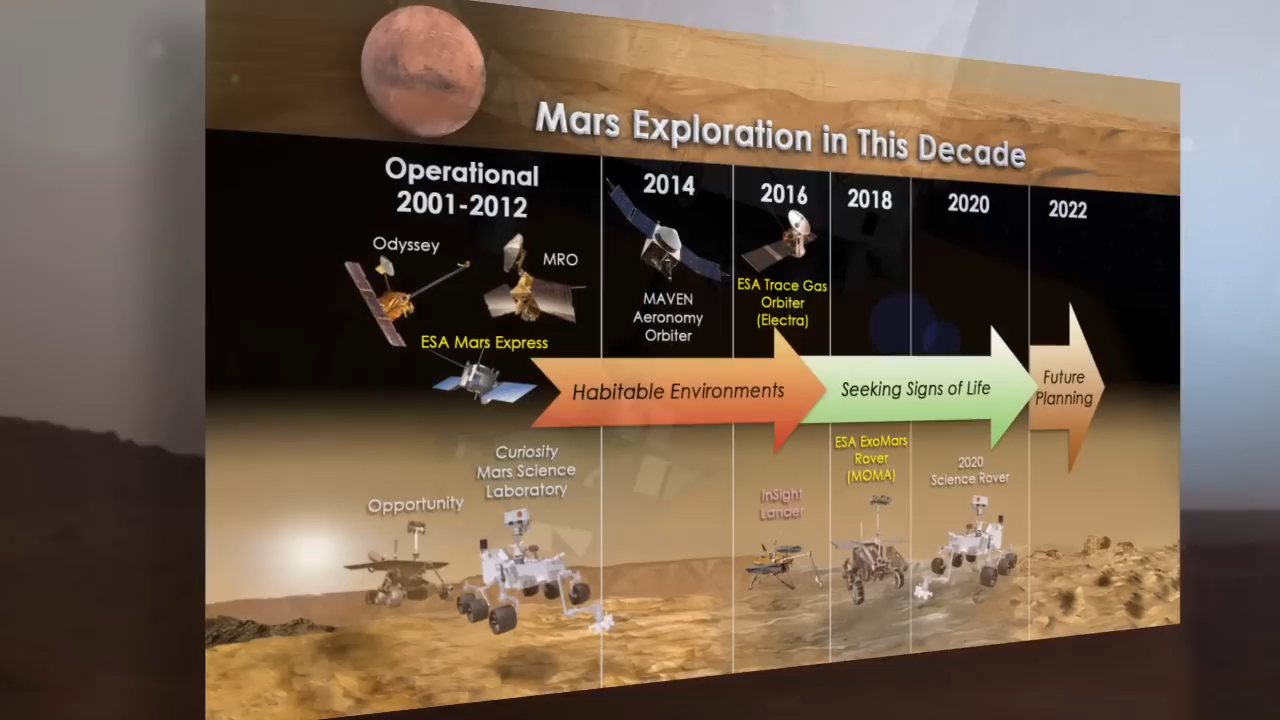 Mars Exploration in This Decade
Operational
2001-2012
2014
2016
2018
2020
2022
Odyssey
MRO
ESA Mars Express
MAVEN
Aeronomy
Orbiter
ESA Trace Gas
Orbiter
(Electra)
Habitable Environments
Seeking Signs of Life
Future
Planning
Curiosity
Mars Science
Laboratory
Opportunity
InSight
Lander
ESA ExoMars
Rover
(MOMA)
2020
Science Rover